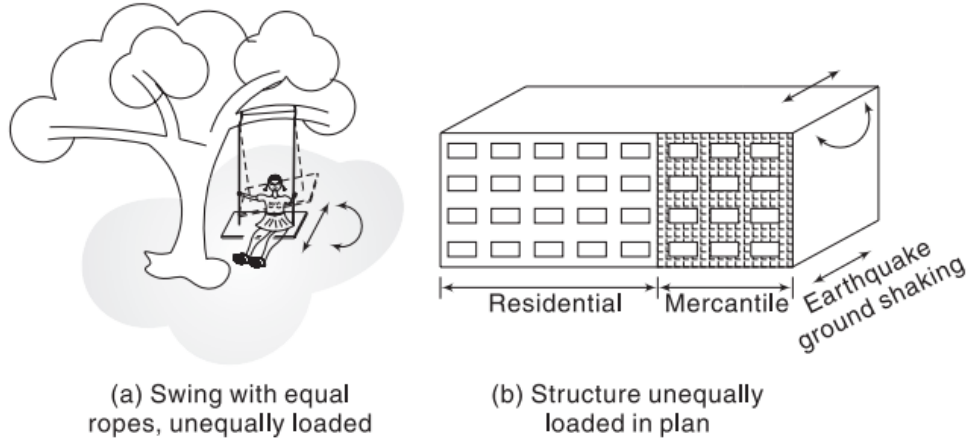 Residential
Mercantile
Earthquake
ground shaking
(a) Swing with equal
ropes, unequally loaded
(b) Structure unequally
loaded in plan